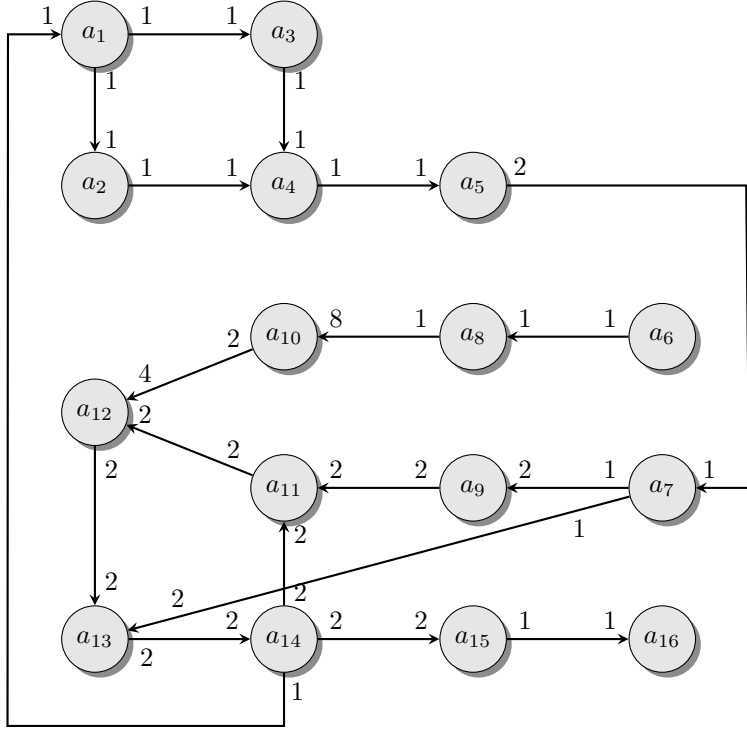 1 a₁ 1 1 a₃
1 1
1 1
a₂ 1 1 a₄ 1 1 a₅ 2
a₁₀ 8 1 a₈ 1 1 a₆
2
4
a₁₂ 2
2 2
a₁₁ 2 2 a₉ 2 1 a₇ 1
2 1
2 2 2
a₁₃ 2 2 a₁₄ 2 2 a₁₅ 1 1 a₁₆
1